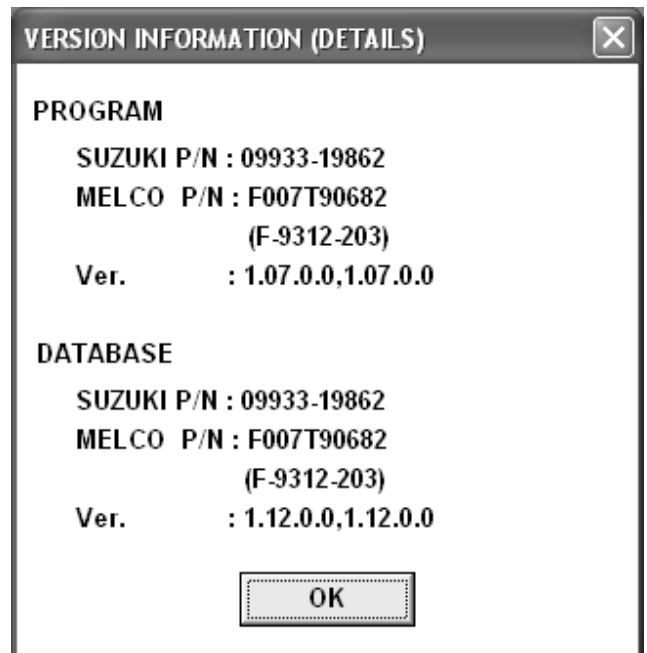 VERSION INFORMATION (DETAILS)
PROGRAM
SUZUKI P/N : 09933-19862
MELCO P/N : F007T90682
(F-9312-203)
Ver. : 1.07.0.0,1.07.0.0
DATABASE
SUZUKI P/N : 09933-19862
MELCO P/N : F007T90682
(F-9312-203)
Ver. : 1.12.0.0,1.12.0.0
OK